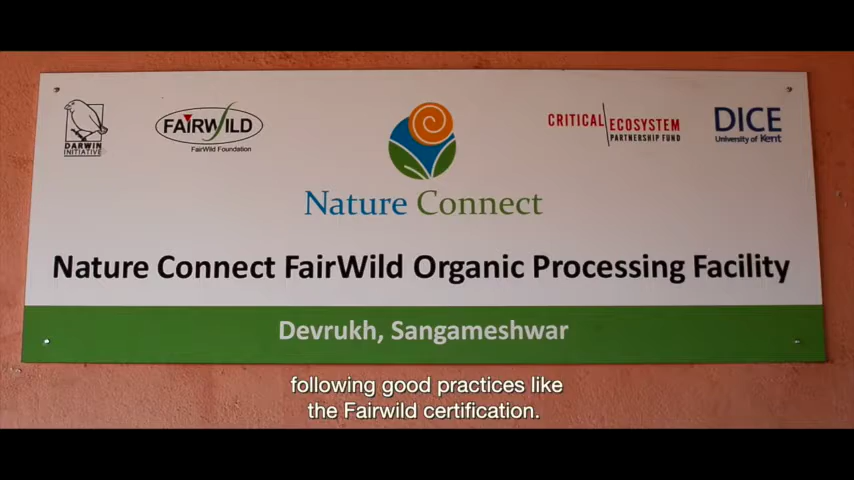 DARWIN
INITIATIVE
FAIRWILD
FairWild Foundation
CRITICAL ECOSYSTEM
PARTNERSHIP FUND
DICE
University of Kent
Nature Connect
Nature Connect FairWild Organic Processing Facility
Devrukh, Sangameshwar
following good practices like
the Fairwild certification.